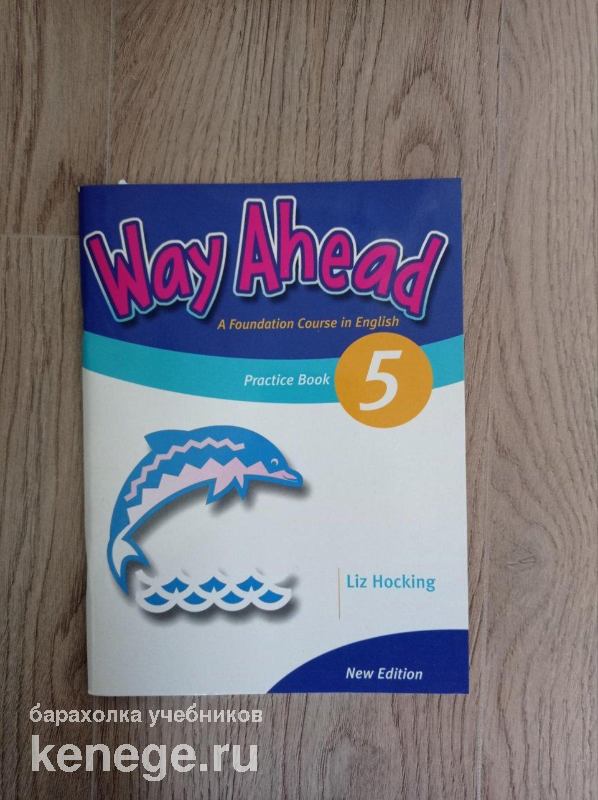 Way Ahead
A Foundation Course in English
Practice Book 5
Liz Hocking
New Edition
барахолка учебников
kenege.ru